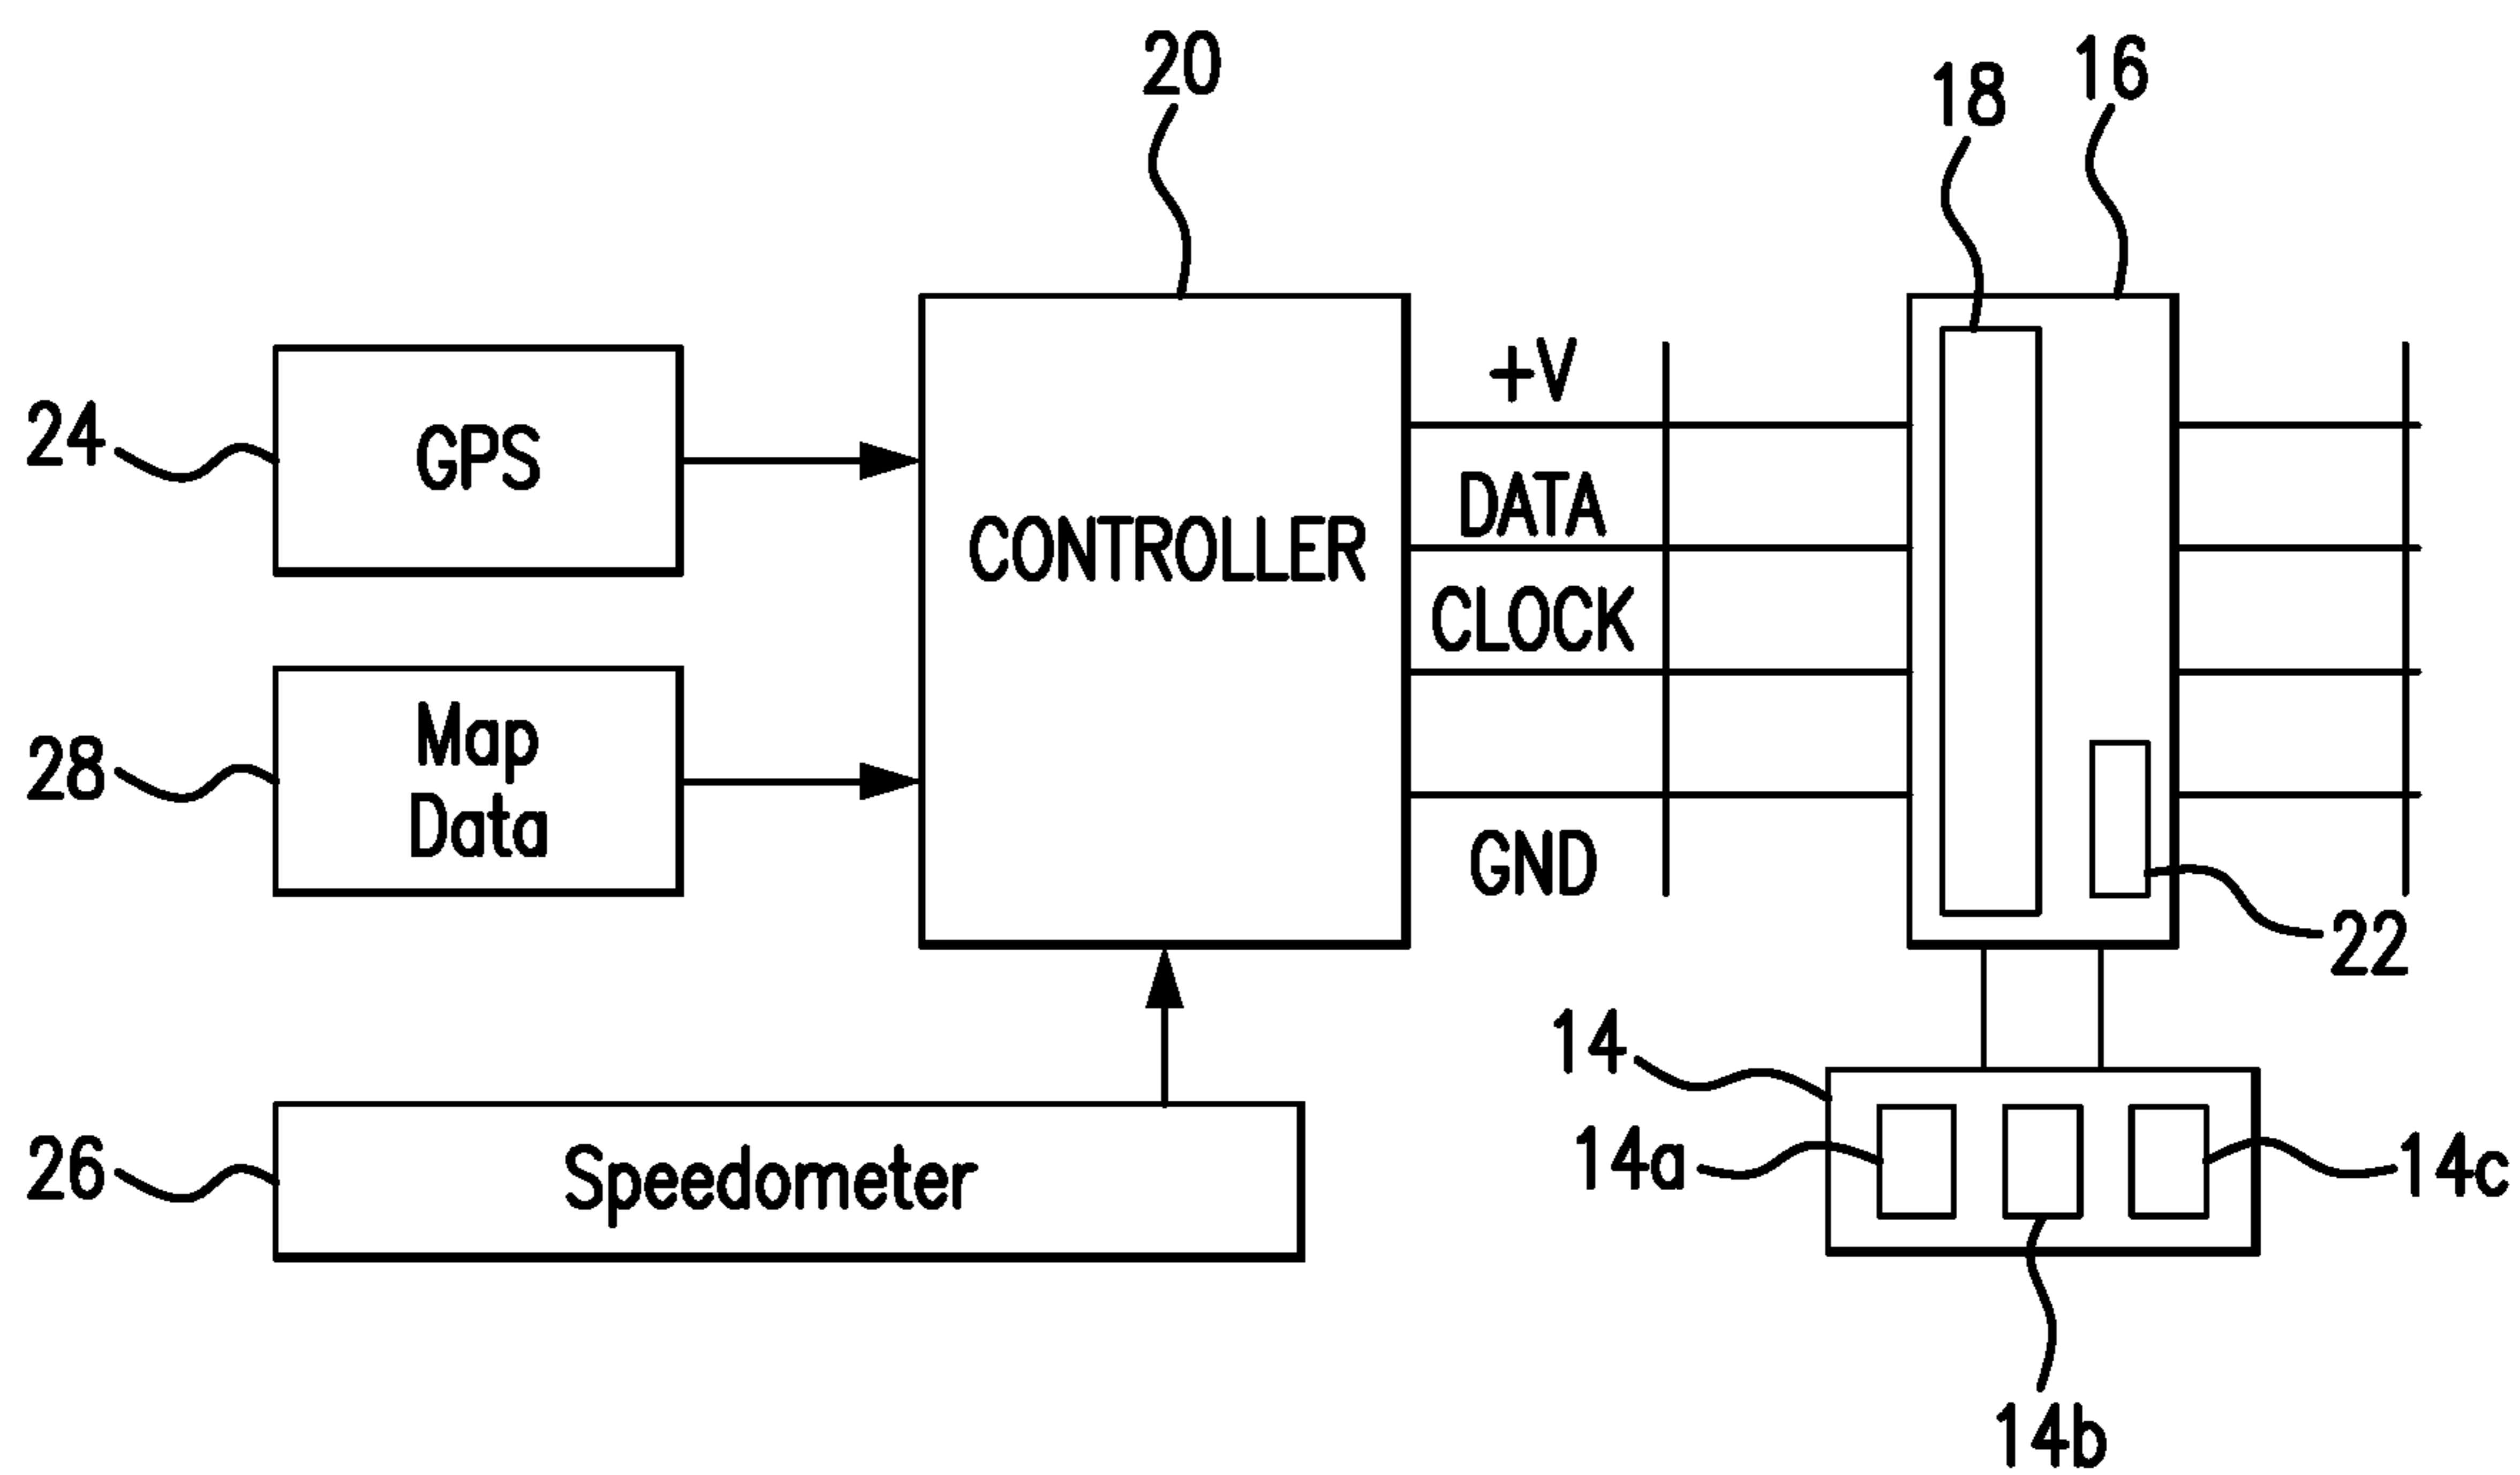 20
18
16
+V
24
GPS
DATA
CONTROLLER
CLOCK
28
Map
Data
GND
22
14
26
Speedometer
14a
14c
14b